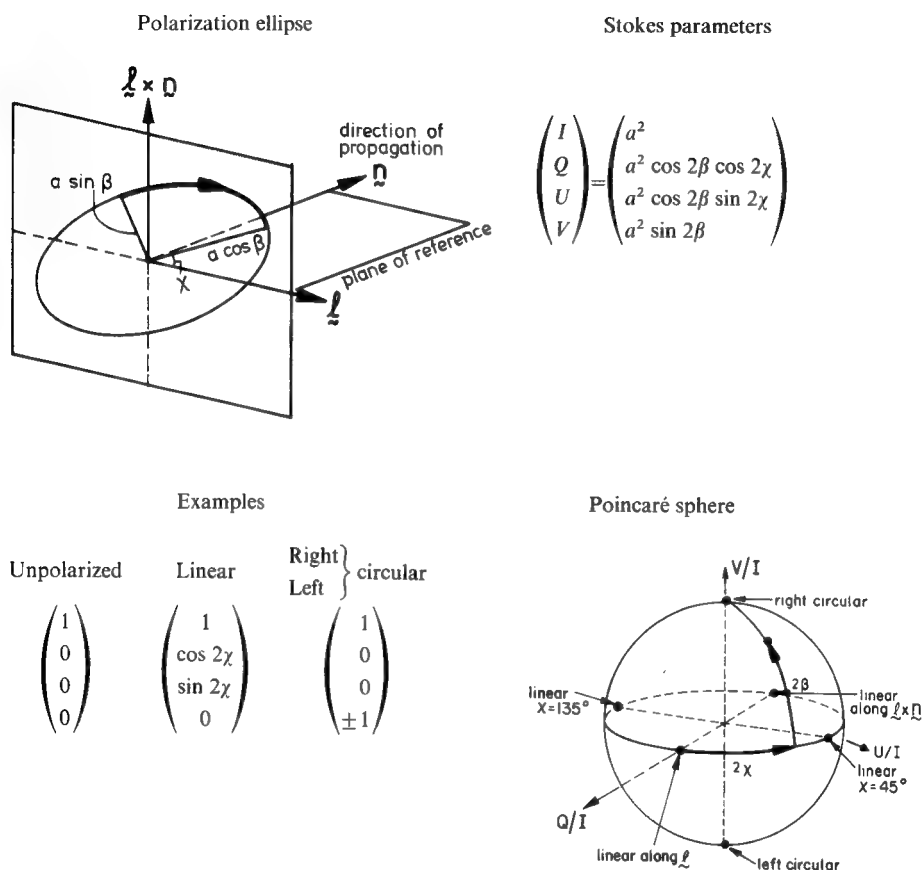 Polarization ellipse
Stokes parameters
l × n
direction of
propagation
n
a sin β
a cos β
χ
l
plane of reference
I
Q
U
V
=
a²
a² cos 2β cos 2χ
a² cos 2β sin 2χ
a² sin 2β
Examples
Poincaré sphere
Unpolarized
Linear
Right
Left
circular
1
0
0
0
1
cos 2χ
sin 2χ
0
1
0
0
±1
V/I
right circular
2β
linear
χ=135°
linear
along l×n
U/I
linear
χ=45°
2χ
Q/I
linear along l
left circular